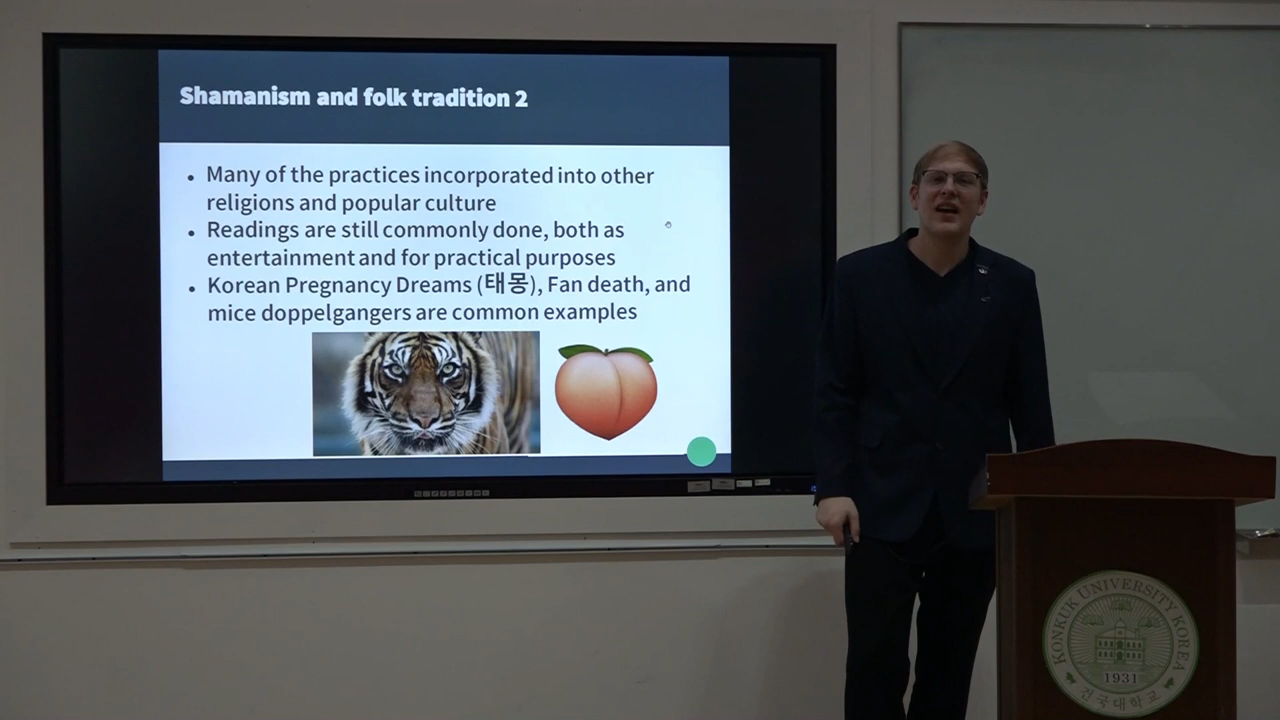 Shamanism and folk tradition 2
• Many of the practices incorporated into other
religions and popular culture
• Readings are still commonly done, both as
entertainment and for practical purposes
• Korean Pregnancy Dreams (태몽), Fan death, and
mice doppelgangers are common examples
KONKUK UNIVERSITY KOREA
1931
건국대학교